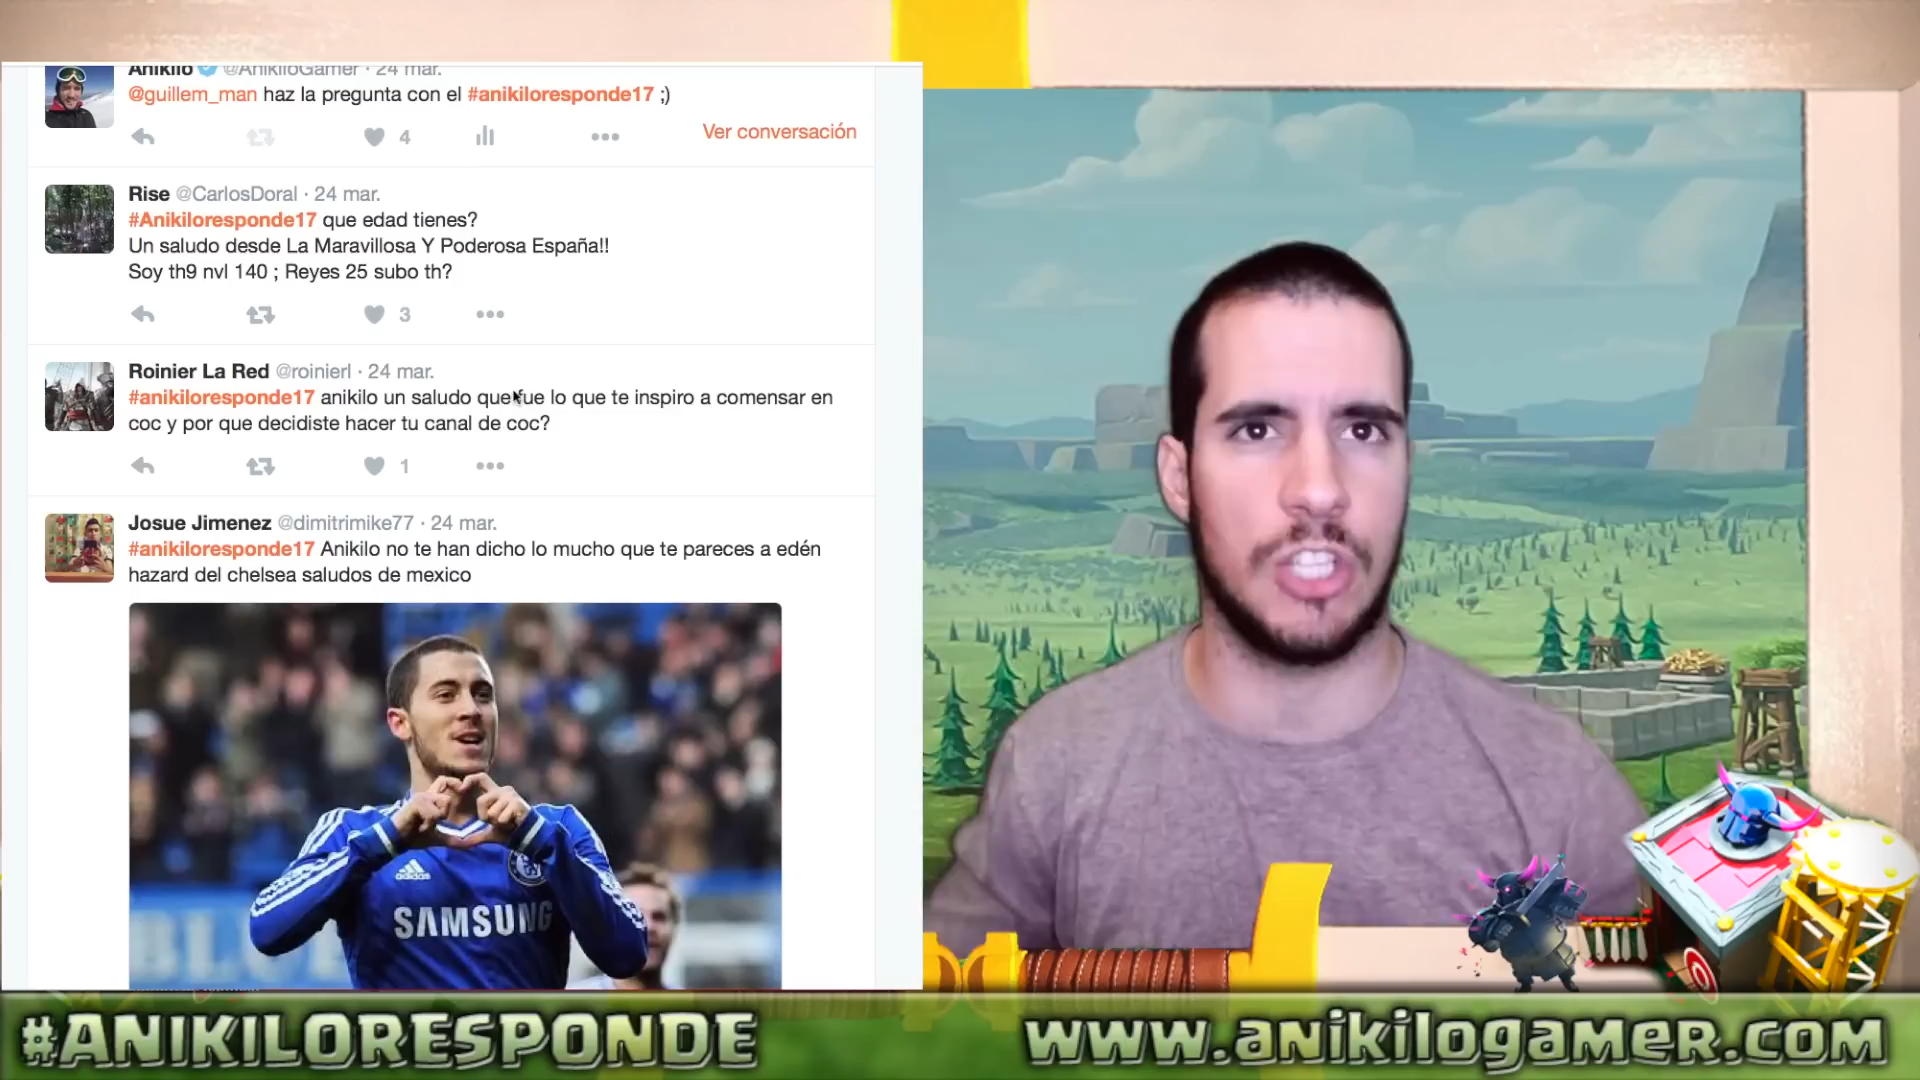 Anikilo @AnikiloGamer · 24 mar.
@guillem_man haz la pregunta con el #anikiloresponde17 ;)
4
Ver conversación
Rise @CarlosDoral · 24 mar.
#Anikiloresponde17 que edad tienes?
Un saludo desde La Maravillosa Y Poderosa España!!
Soy th9 nvl 140 ; Reyes 25 subo th?
3
Roinier La Red @roinierl · 24 mar.
#anikiloresponde17 anikilo un saludo que fue lo que te inspiro a comensar en
coc y por que decidiste hacer tu canal de coc?
1
Josue Jimenez @dimitrimike77 · 24 mar.
#anikiloresponde17 Anikilo no te han dicho lo mucho que te pareces a edén
hazard del chelsea saludos de mexico
adidas
SAMSUNG
#ANIKILORESPONDE
www.anikilogamer.com